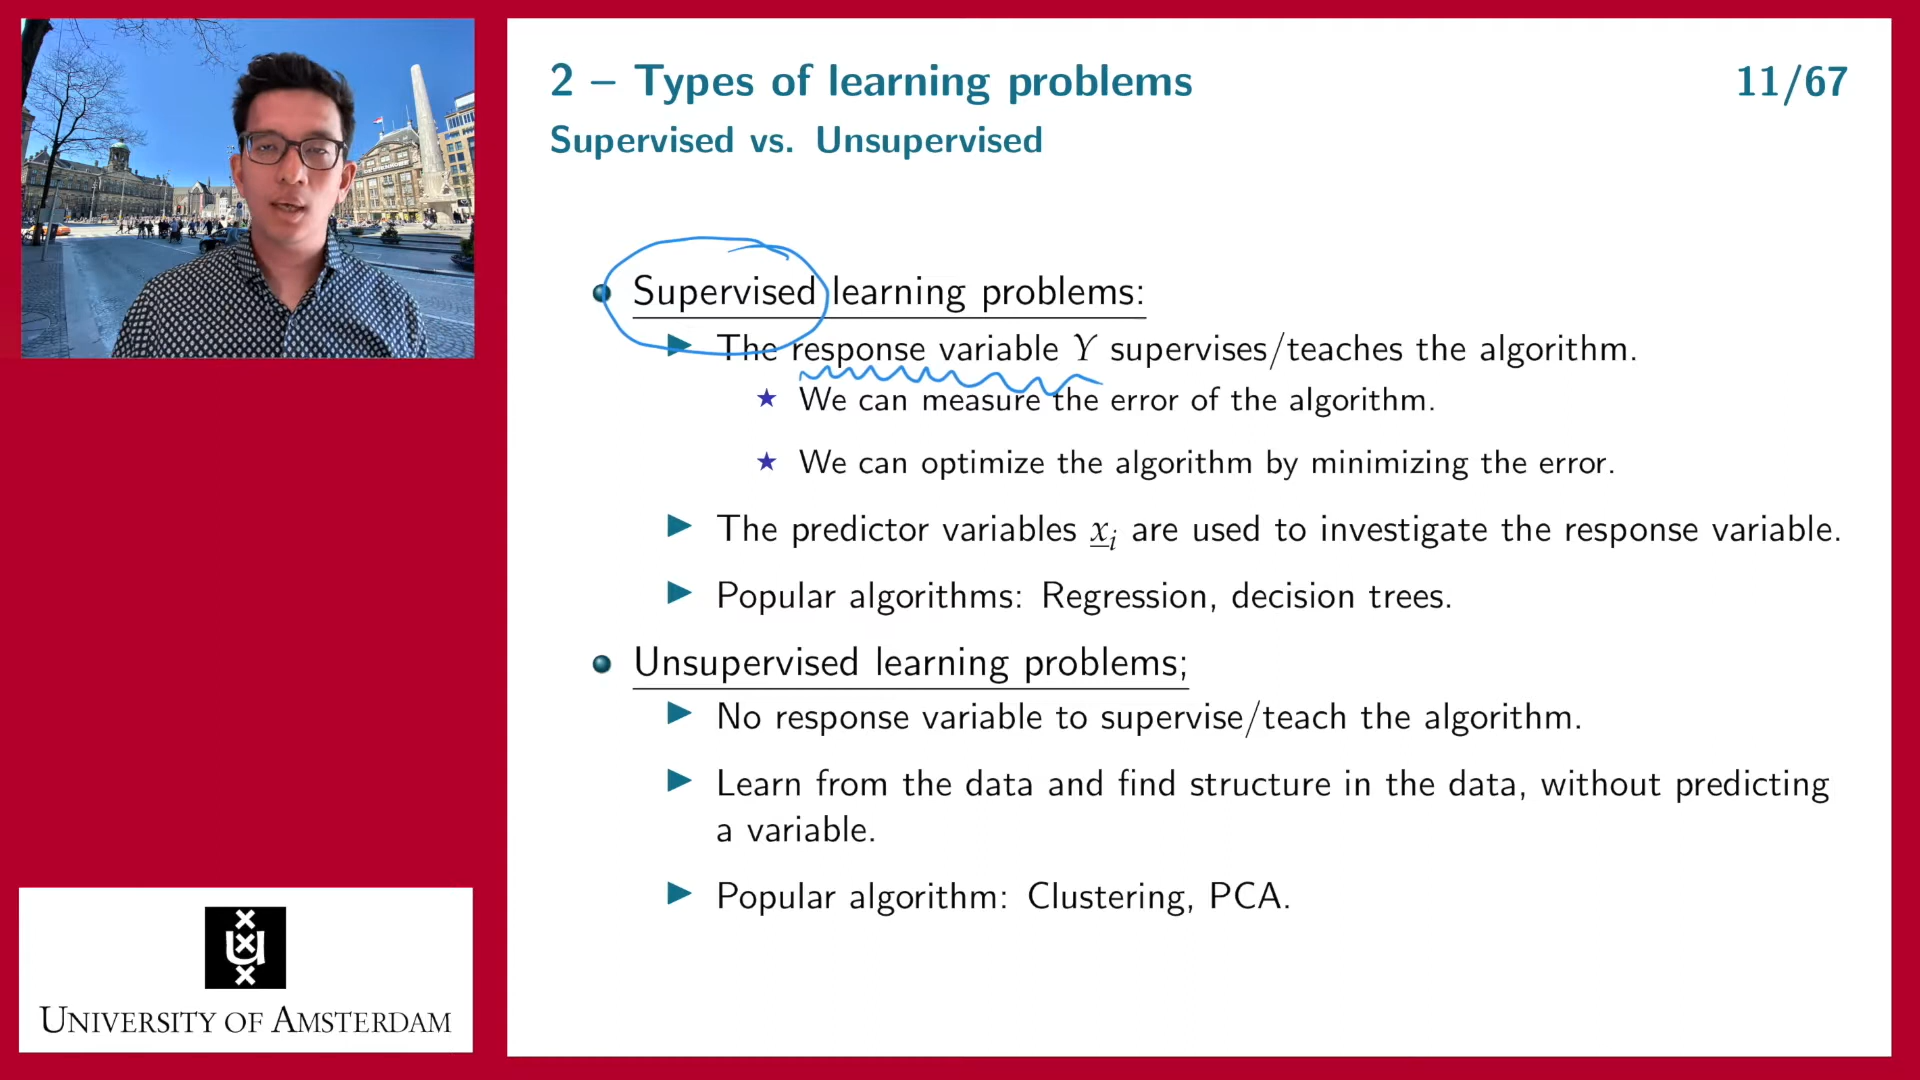 2 – Types of learning problems 11/67
Supervised vs. Unsupervised
Supervised learning problems:
The response variable Y supervises/teaches the algorithm.
We can measure the error of the algorithm.
We can optimize the algorithm by minimizing the error.
The predictor variables x_i are used to investigate the response variable.
Popular algorithms: Regression, decision trees.
Unsupervised learning problems;
No response variable to supervise/teach the algorithm.
Learn from the data and find structure in the data, without predicting
a variable.
Popular algorithm: Clustering, PCA.
X
X
U
X
UNIVERSITY OF AMSTERDAM